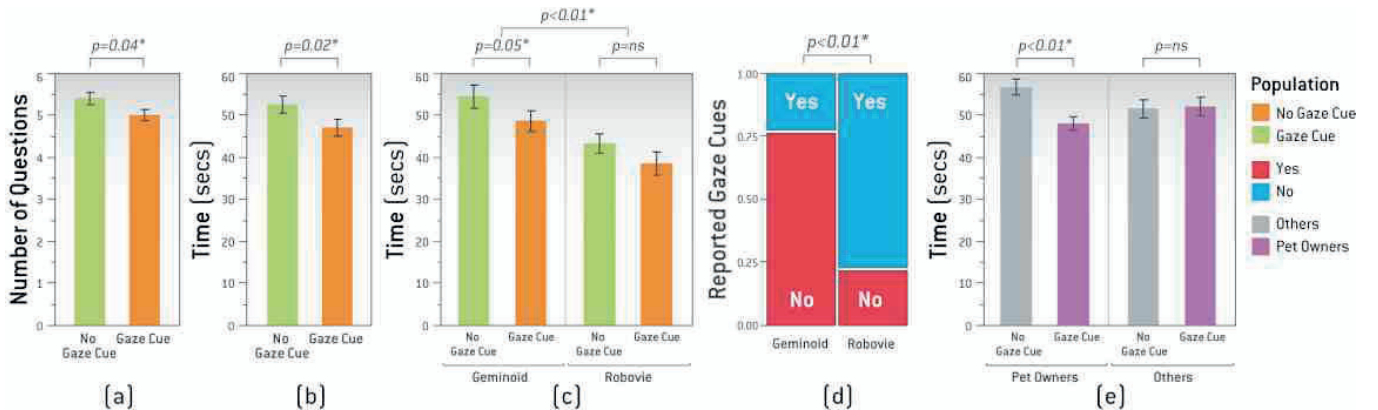 p<0.01*
p=0.04*
p=0.02*
p=0.05*
p=ns
p<0.01*
p<0.01*
p=ns
Number of Questions
6
5
4
3
2
1
0
No
Gaze Cue
Gaze Cue
(a)
Time (secs)
60
50
40
30
20
10
0
No
Gaze Cue
Gaze Cue
(b)
Time (secs)
60
50
40
30
20
10
0
No
Gaze Cue
Gaze Cue
No
Gaze Cue
Gaze Cue
Geminoid
Robovie
(c)
Reported Gaze Cues
1.00
0.75
0.50
0.25
0.00
Yes
Yes
No
No
Geminoid
Robovie
(d)
Time (secs)
60
50
40
30
20
10
0
No
Gaze Cue
Gaze Cue
No
Gaze Cue
Gaze Cue
Pet Owners
Others
(e)
Population
No Gaze Cue
Gaze Cue
Yes
No
Others
Pet Owners